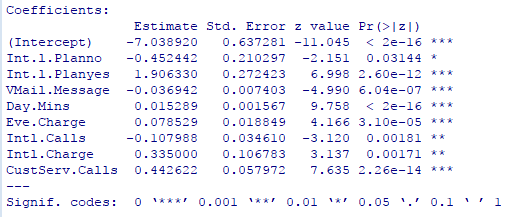 Coefficients:
Estimate Std. Error z value Pr(>|z|)
(Intercept) -7.038920 0.637281 -11.045 < 2e-16 ***
Int.l.Planno -0.452442 0.210297 -2.151 0.03144 *
Int.l.Planyes 1.906330 0.272423 6.998 2.60e-12 ***
VMail.Message -0.036942 0.007403 -4.990 6.04e-07 ***
Day.Mins 0.015289 0.001567 9.758 < 2e-16 ***
Eve.Charge 0.078529 0.018849 4.166 3.10e-05 ***
Intl.Calls -0.107988 0.034610 -3.120 0.00181 **
Intl.Charge 0.335000 0.106783 3.137 0.00171 **
CustServ.Calls 0.442622 0.057972 7.635 2.26e-14 ***
---
Signif. codes: 0 ‘***’ 0.001 ‘**’ 0.01 ‘*’ 0.05 ‘.’ 0.1 ‘ ’ 1